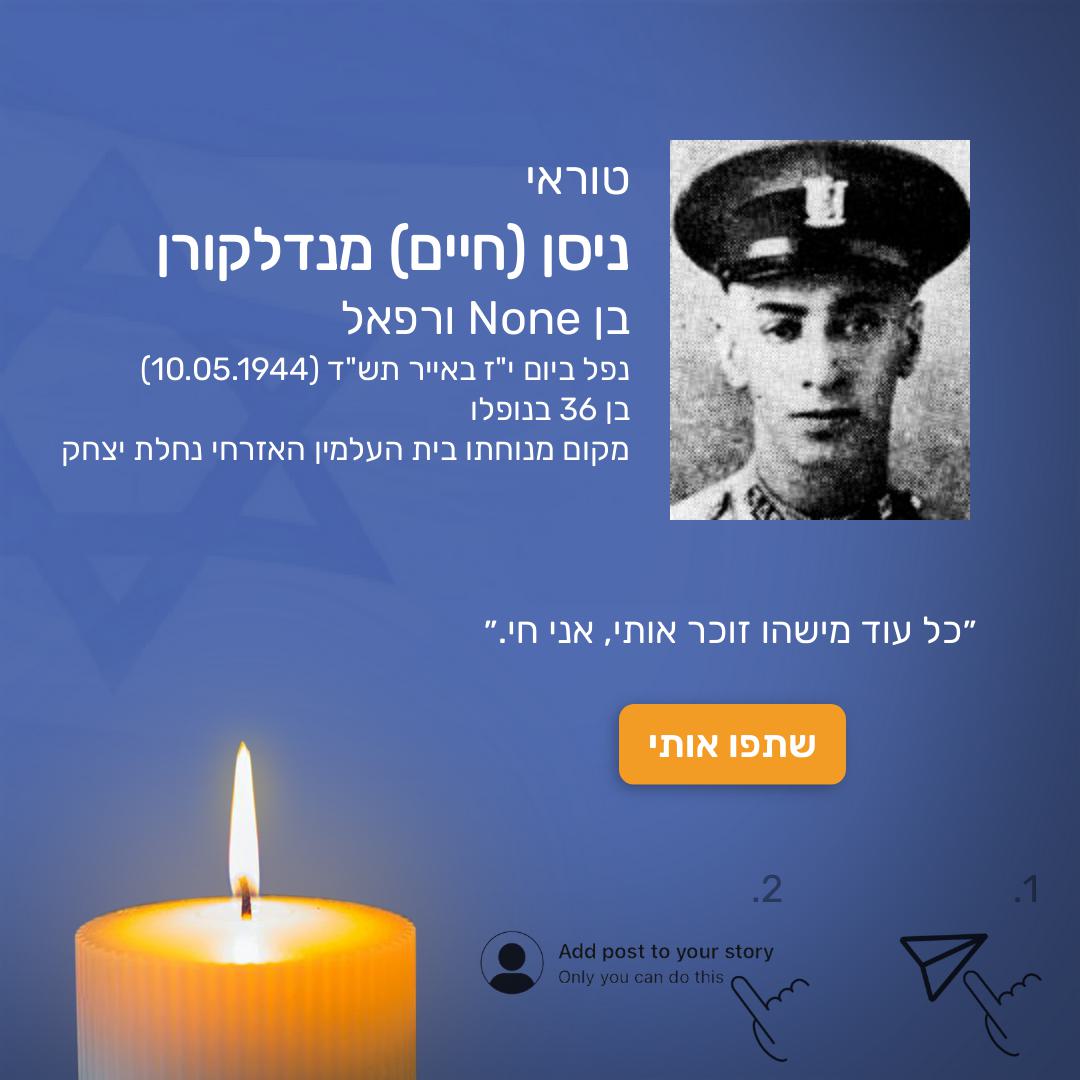 טוראי
ניסן (חיים) מנדלקורן
בן None ורפאל
נפל ביום י"ז באייר תש"ד (10.05.1944)
בן 36 בנופלו
מקום מנוחתו בית העלמין האזרחי נחלת יצחק
״כל עוד מישהו זוכר אותי, אני חי.״
שתפו אותי
1.
2.
Add post to your story
Only you can do this